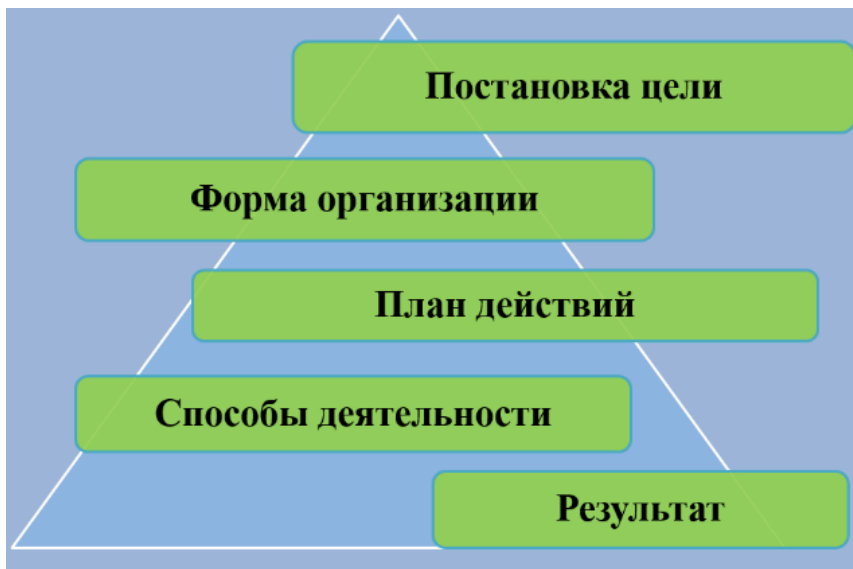 Постановка цели
Форма организации
План действий
Способы деятельности
Результат